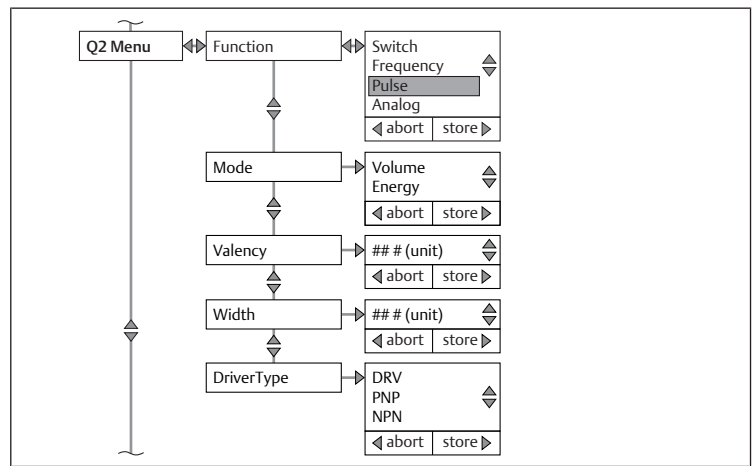 Q2 Menu
Function
Switch
Frequency
Pulse
Analog
abort
store
Mode
Volume
Energy
abort
store
Valency
## # (unit)
abort
store
Width
## # (unit)
abort
store
DriverType
DRV
PNP
NPN
abort
store